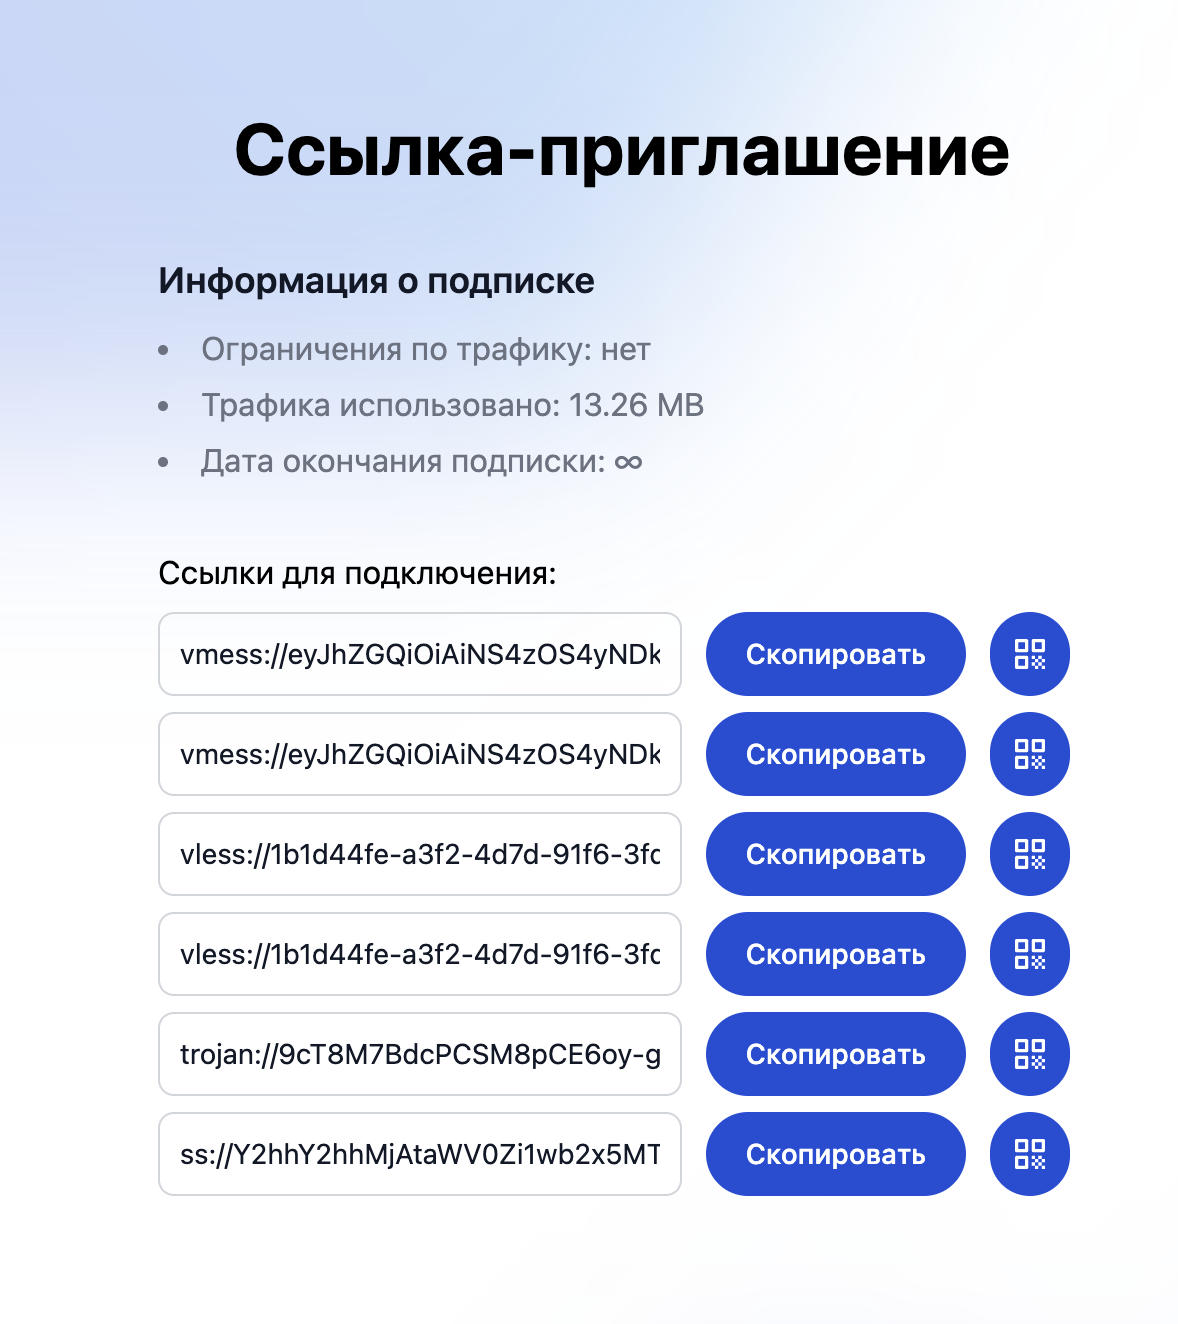 Ссылка-приглашение
Информация о подписке
• Ограничения по трафику: нет
• Трафика использовано: 13.26 MB
• Дата окончания подписки: ∞
Ссылки для подключения:
vmess://eyJhZGQiOiAiNS4zOS4yNDk Скопировать
vmess://eyJhZGQiOiAiNS4zOS4yNDk Скопировать
vless://1b1d44fe-a3f2-4d7d-91f6-3fc Скопировать
vless://1b1d44fe-a3f2-4d7d-91f6-3fc Скопировать
trojan://9cT8M7BdcPCSM8pCE6oy-g Скопировать
ss://Y2hhY2hhMjAtaWV0Zi1wb2x5MT Скопировать